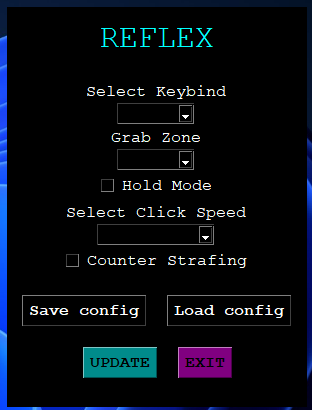 REFLEX
Select Keybind
Grab Zone
Hold Mode
Select Click Speed
Counter Strafing
Save config Load config
UPDATE EXIT